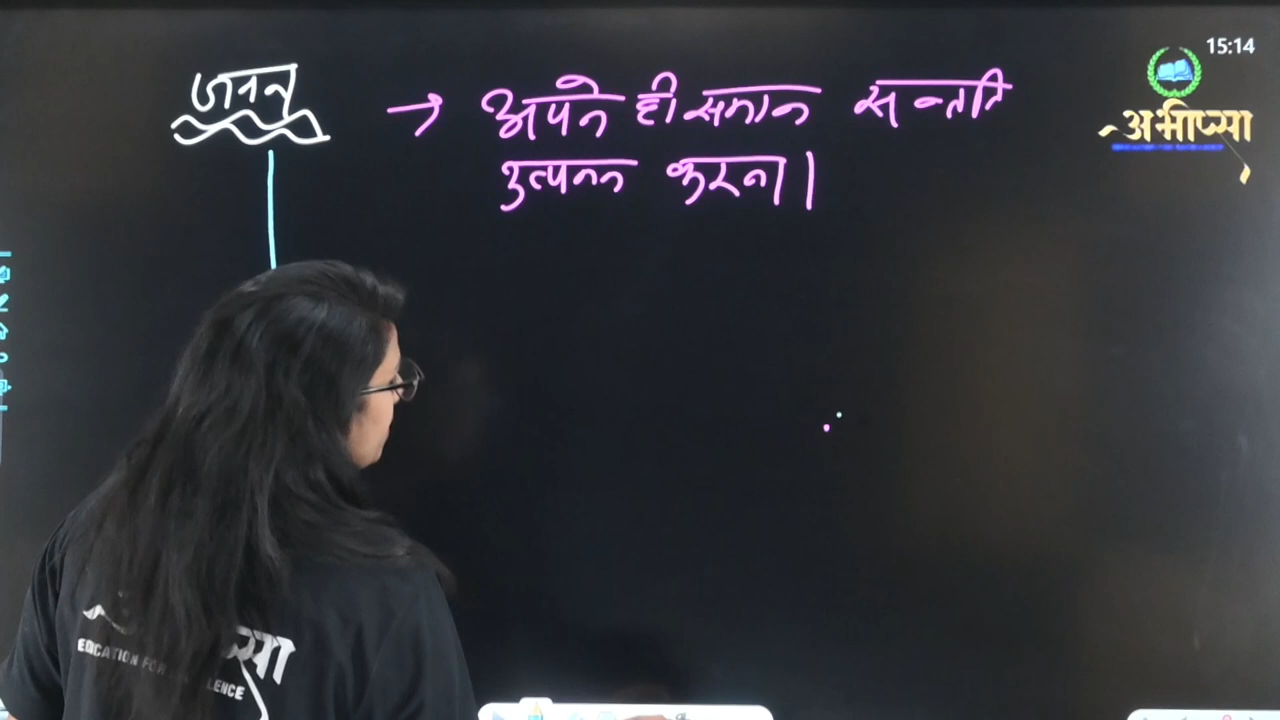 जनन → अपने ही समान सन्तति
उत्पन्न करना।
15:14
अभीप्सा
EDUCATION FOR
LENCE